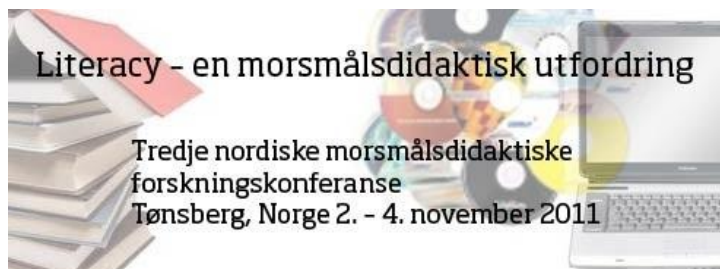 Literacy – en morsmålsdidaktisk utfordring
Tredje nordiske morsmålsdidaktiske
forskningskonferanse
Tønsberg, Norge 2. – 4. november 2011